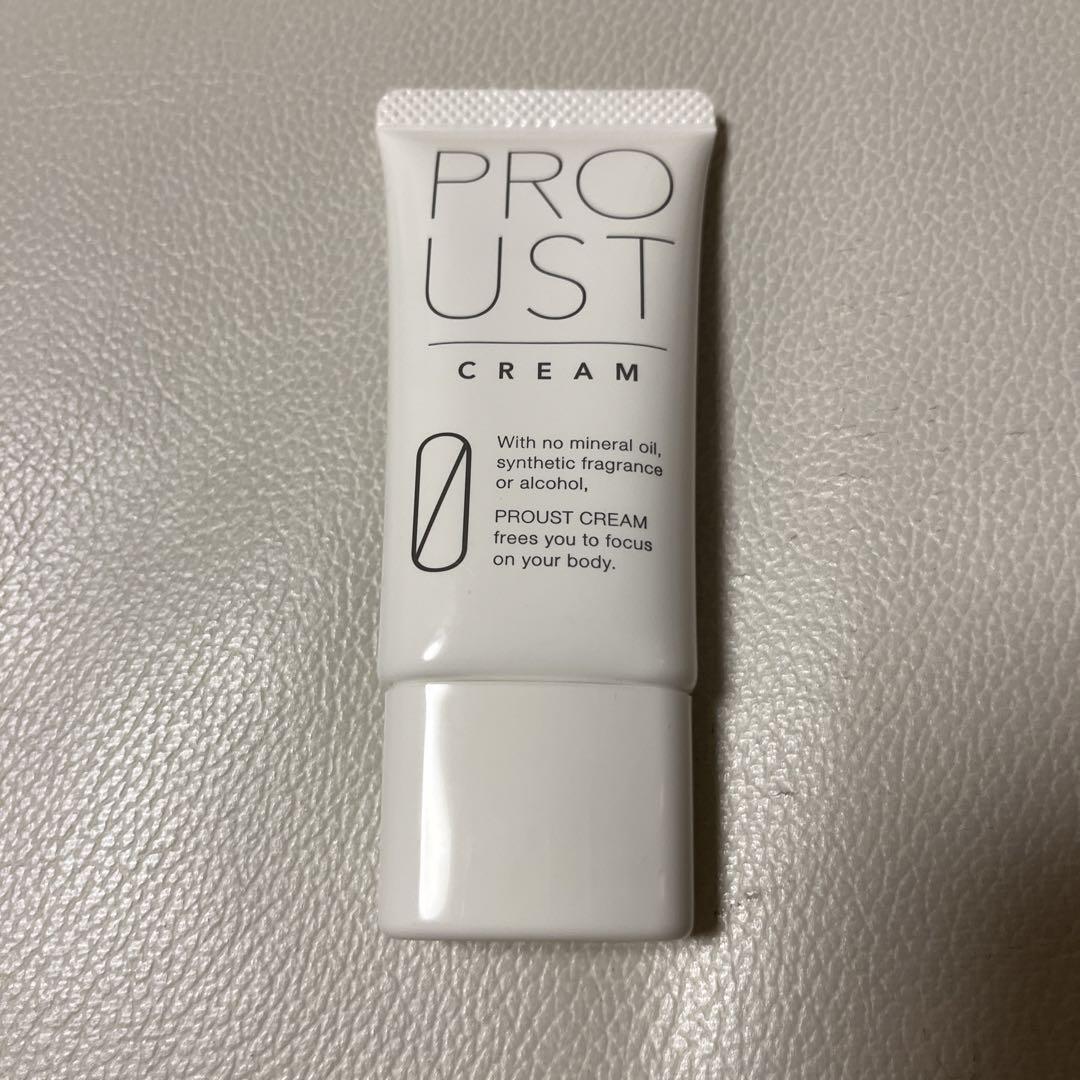 PRO
UST
CREAM
0
With no mineral oil,
synthetic fragrance
or alcohol,
PROUST CREAM
frees you to focus
on your body.